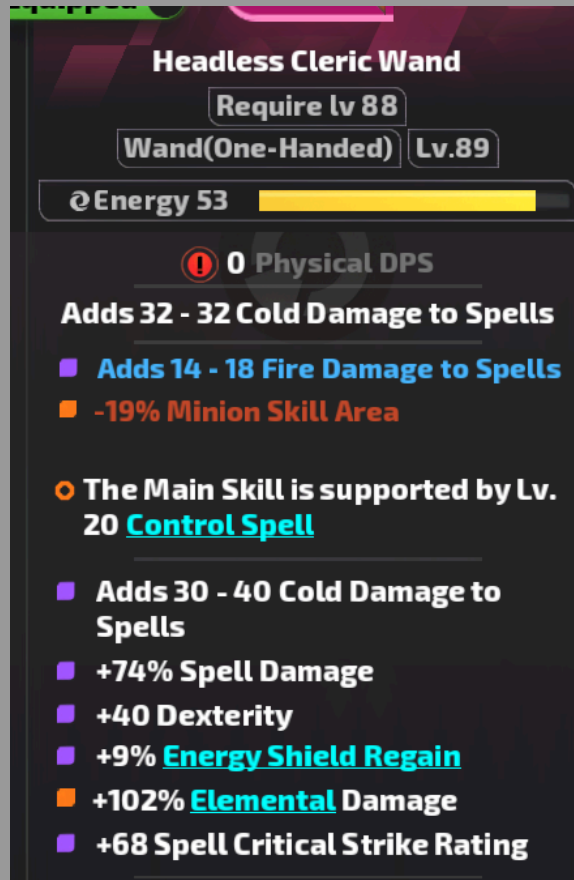 Equipped
Headless Cleric Wand
Require lv 88
Wand(One-Handed) Lv.89
Energy 53
0 Physical DPS
Adds 32 - 32 Cold Damage to Spells
Adds 14 - 18 Fire Damage to Spells
-19% Minion Skill Area
The Main Skill is supported by Lv.
20 Control Spell
Adds 30 - 40 Cold Damage to
Spells
+74% Spell Damage
+40 Dexterity
+9% Energy Shield Regain
+102% Elemental Damage
+68 Spell Critical Strike Rating